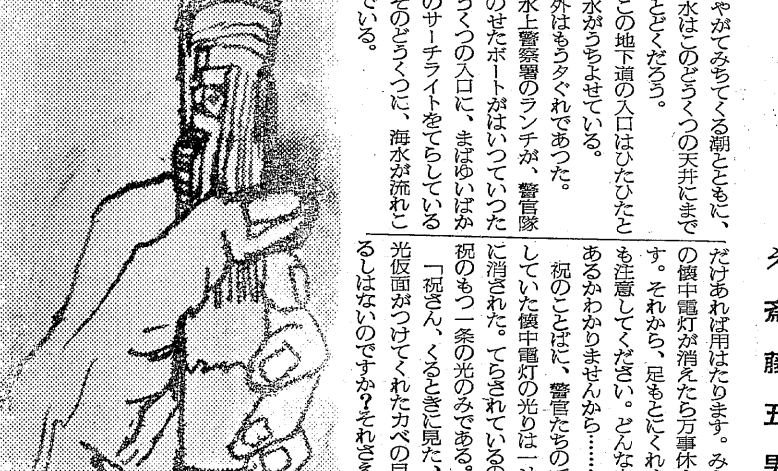 やがてみちてくる潮とともに、
水はこのどうくつの天井にまで
とどくだろう。
この地下道の入口はひたひたと
水がうちよせている。
外はもう夕ぐれであつた。
水上警察署のランチが、警官隊
のせたボートがはいつていつた
うくつの入口に、まばゆいばか
のサーチライトをてらしている
そのどうくつに、海水が流れこ
でいる。
だけあれば用はたります。み
の懐中電灯が消えたら万事休
す。それから、足もとにくれ
も注意してください。どんな
あるかわかりませんから……
祝のことばに、警官たちの
していた懐中電灯の光りは一
に消された。てらされているの
祝のもつ一条の光のみである。
「祝さん、くるときに見た、
光仮面がつけてくれたカベの目
るしはないのですか?それさえ
斎藤五男